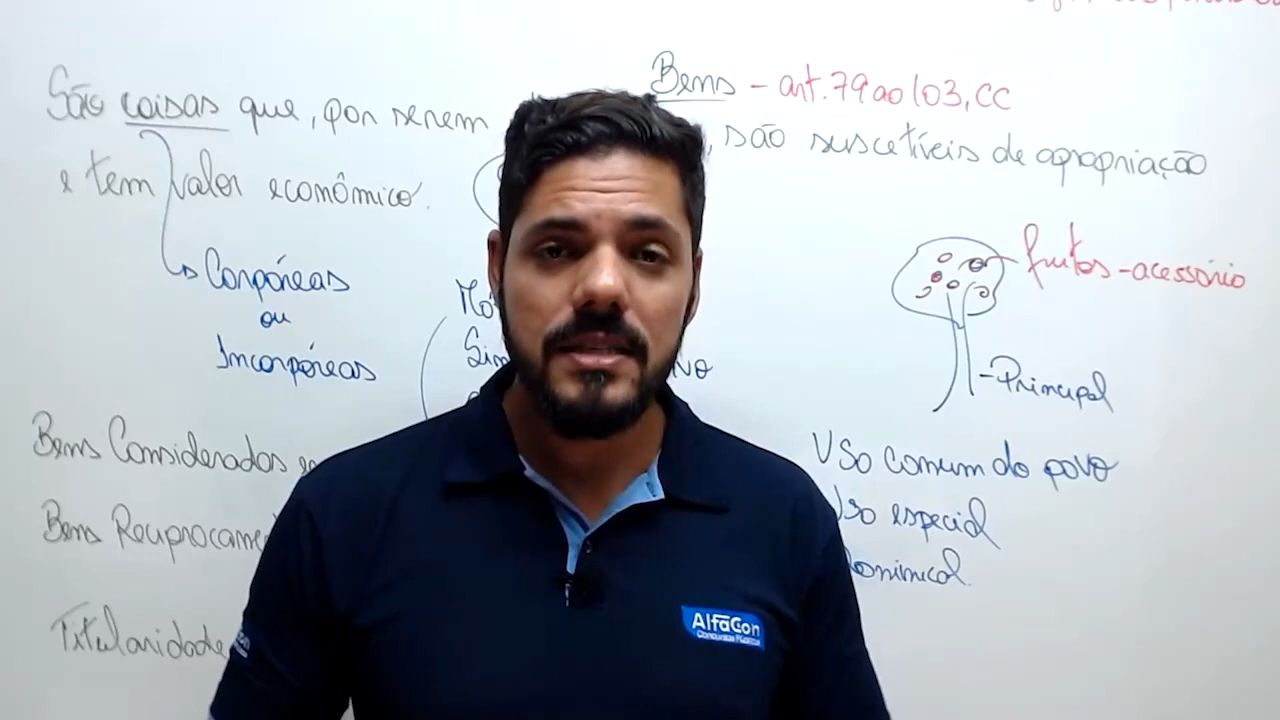 Bens - art. 79 ao 103, CC
São coisas que, por serem , são suscetíveis de apropriação
e tem valor econômico.
Corpóreas
ou
Incorpóreas
frutos - acessório
- Principal
Bens Considerados
Uso comum do povo
Bens
Uso especial
Dominical
Titularidade
AlfaCon
Concursos Públicos